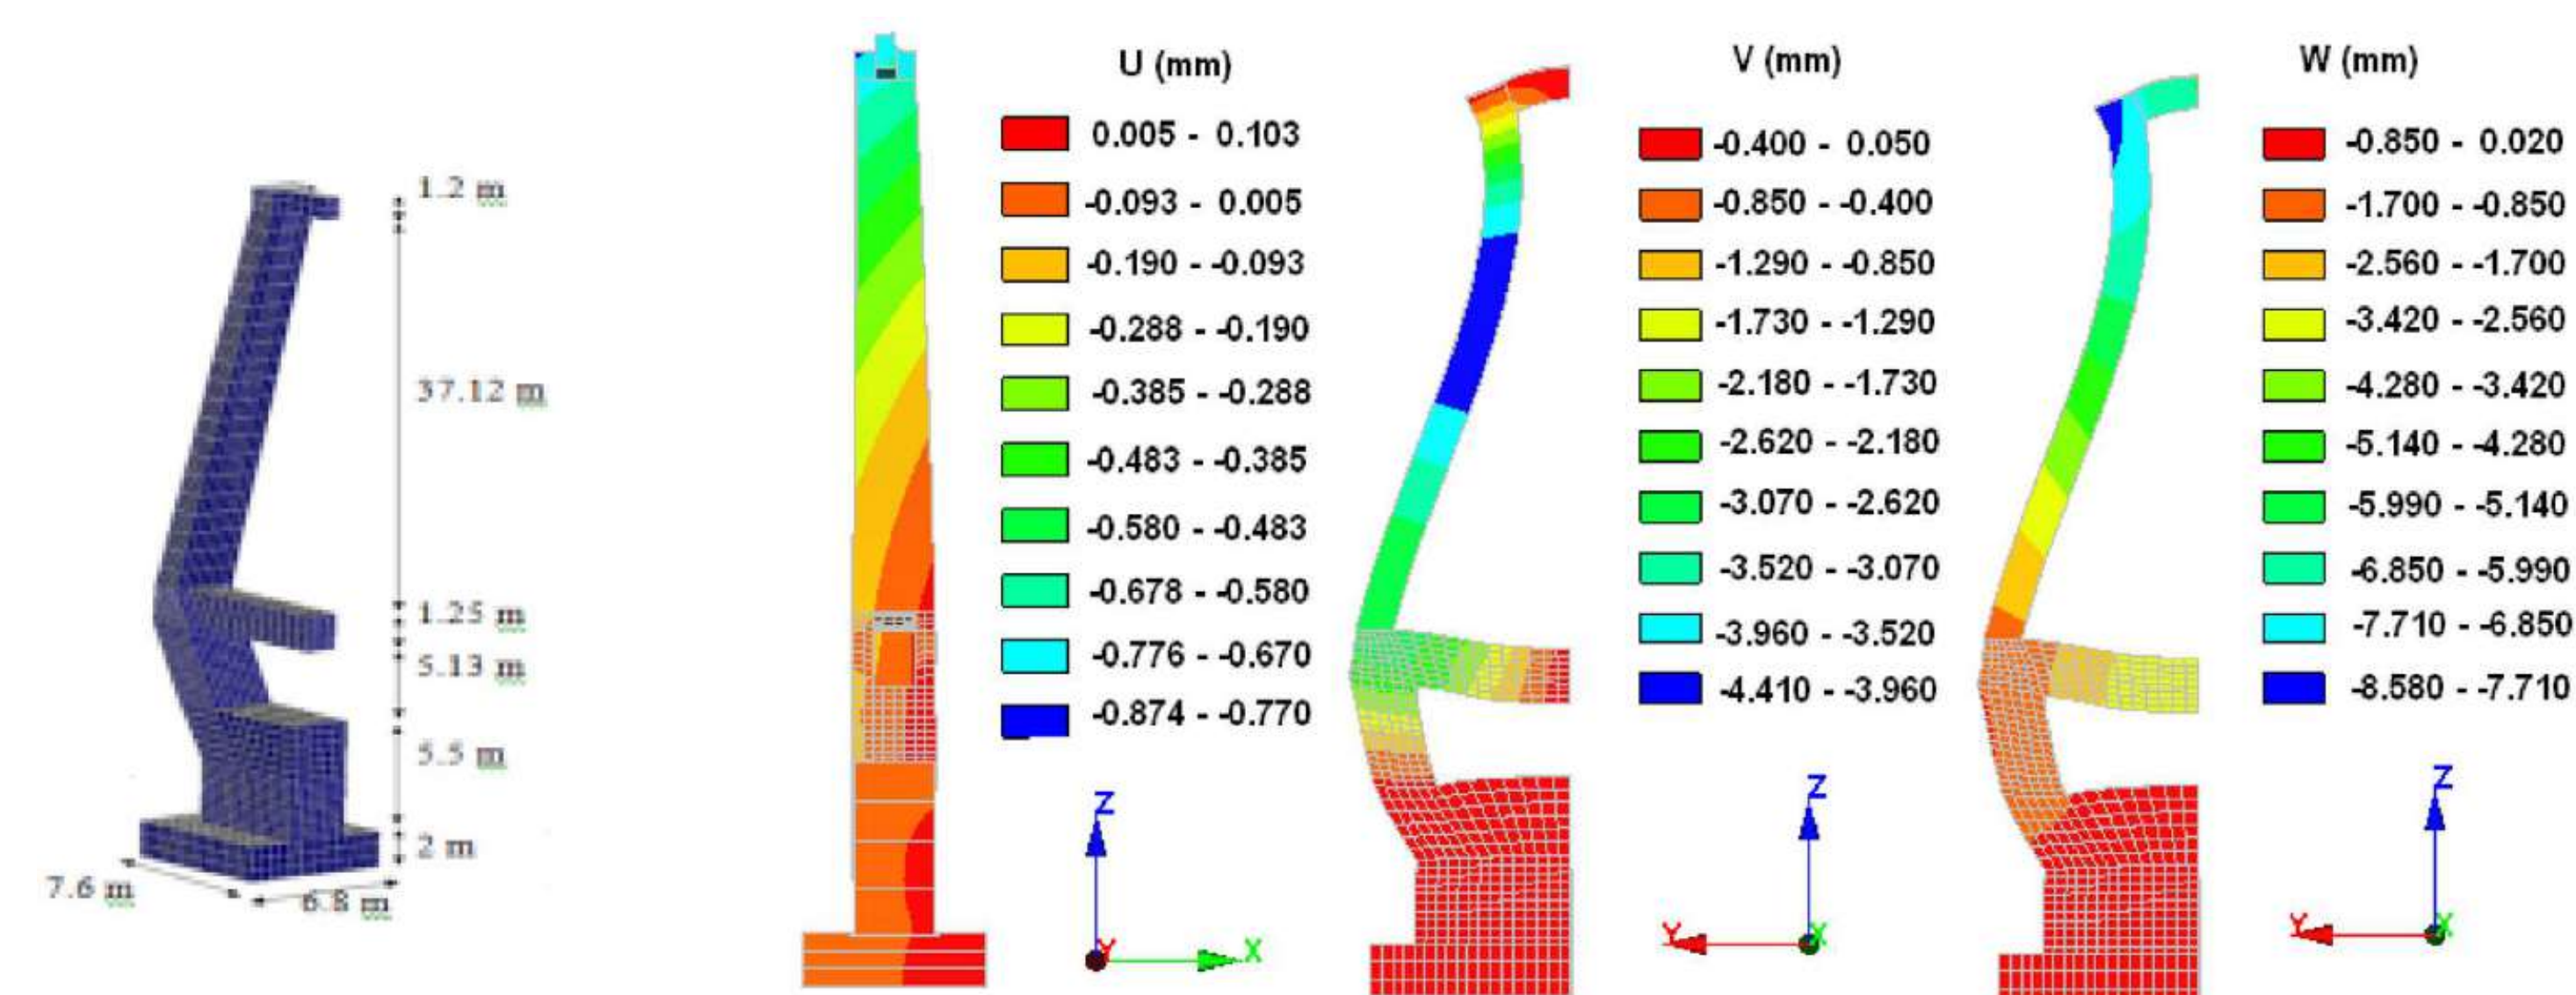 1.2 m
37.12 m
1.25 m
5.13 m
5.5 m
2 m
7.6 m
6.8 m
U (mm)
0.005 - 0.103
-0.093 - 0.005
-0.190 - -0.093
-0.288 - -0.190
-0.385 - -0.288
-0.483 - -0.385
-0.580 - -0.483
-0.678 - -0.580
-0.776 - -0.670
-0.874 - -0.770
Z
Y
X
V (mm)
-0.400 - 0.050
-0.850 - -0.400
-1.290 - -0.850
-1.730 - -1.290
-2.180 - -1.730
-2.620 - -2.180
-3.070 - -2.620
-3.520 - -3.070
-3.960 - -3.520
-4.410 - -3.960
Z
Y
X
W (mm)
-0.850 - 0.020
-1.700 - -0.850
-2.560 - -1.700
-3.420 - -2.560
-4.280 - -3.420
-5.140 - -4.280
-5.990 - -5.140
-6.850 - -5.990
-7.710 - -6.850
-8.580 - -7.710
Z
Y
X